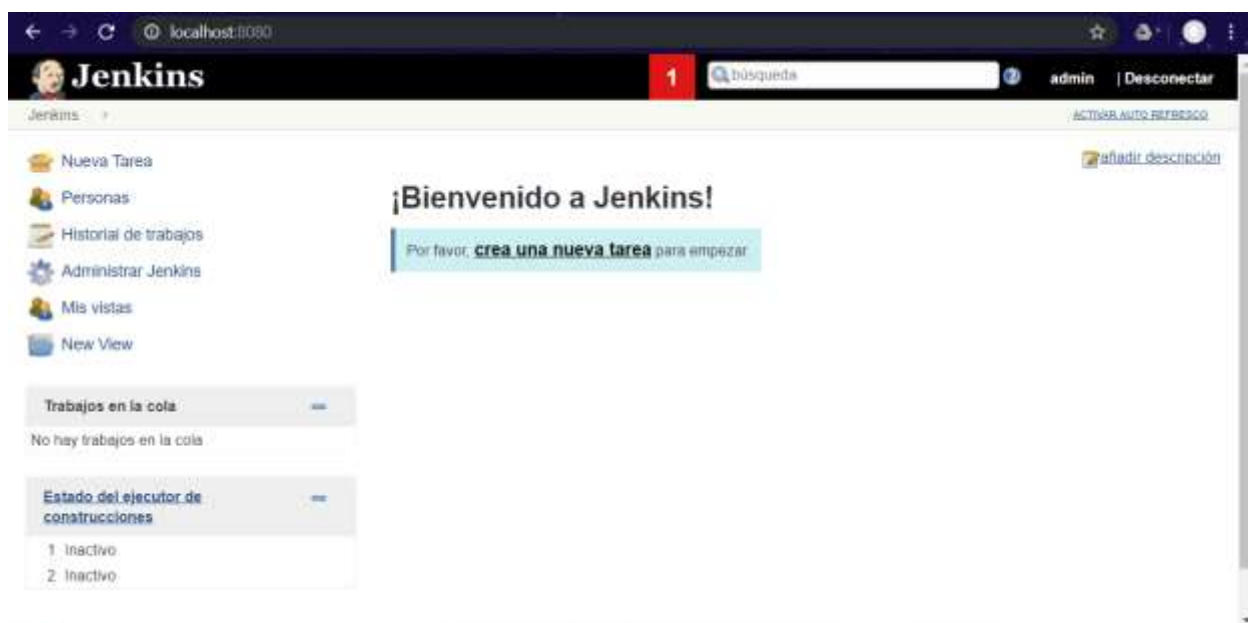 localhost:8080
Jenkins
1
búsqueda
admin | Desconectar
Jenkins
ACTIVAR AUTO REFRESCO
Nueva Tarea
Personas
Historial de trabajos
Administrar Jenkins
Mis vistas
New View
Trabajos en la cola
No hay trabajos en la cola
Estado del ejecutor de
construcciones
1 Inactivo
2 Inactivo
añadir descripción
¡Bienvenido a Jenkins!
Por favor, crea una nueva tarea para empezar